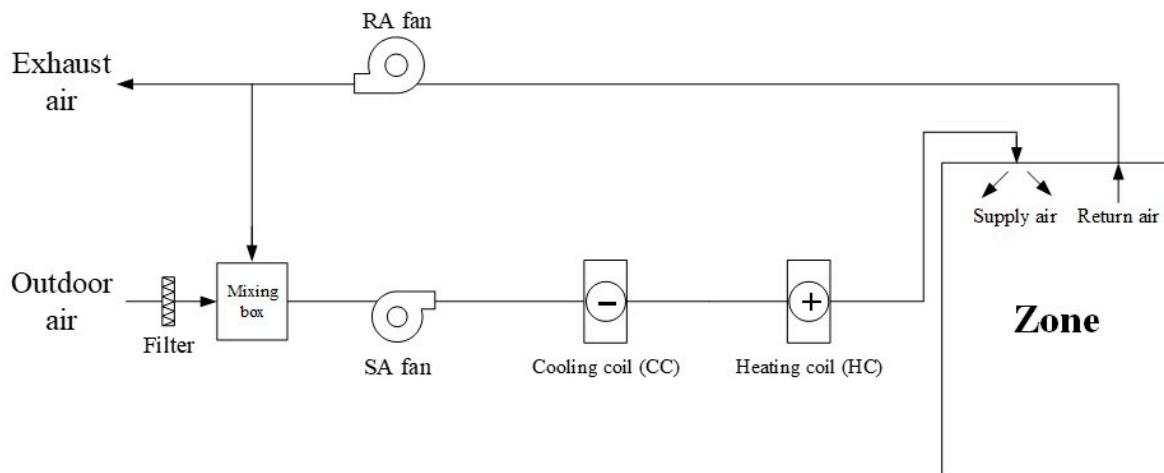 RA fan
Exhaust
air
Supply air
Return air
Outdoor
air
Mixing
box
Zone
Filter
SA fan
Cooling coil (CC)
Heating coil (HC)